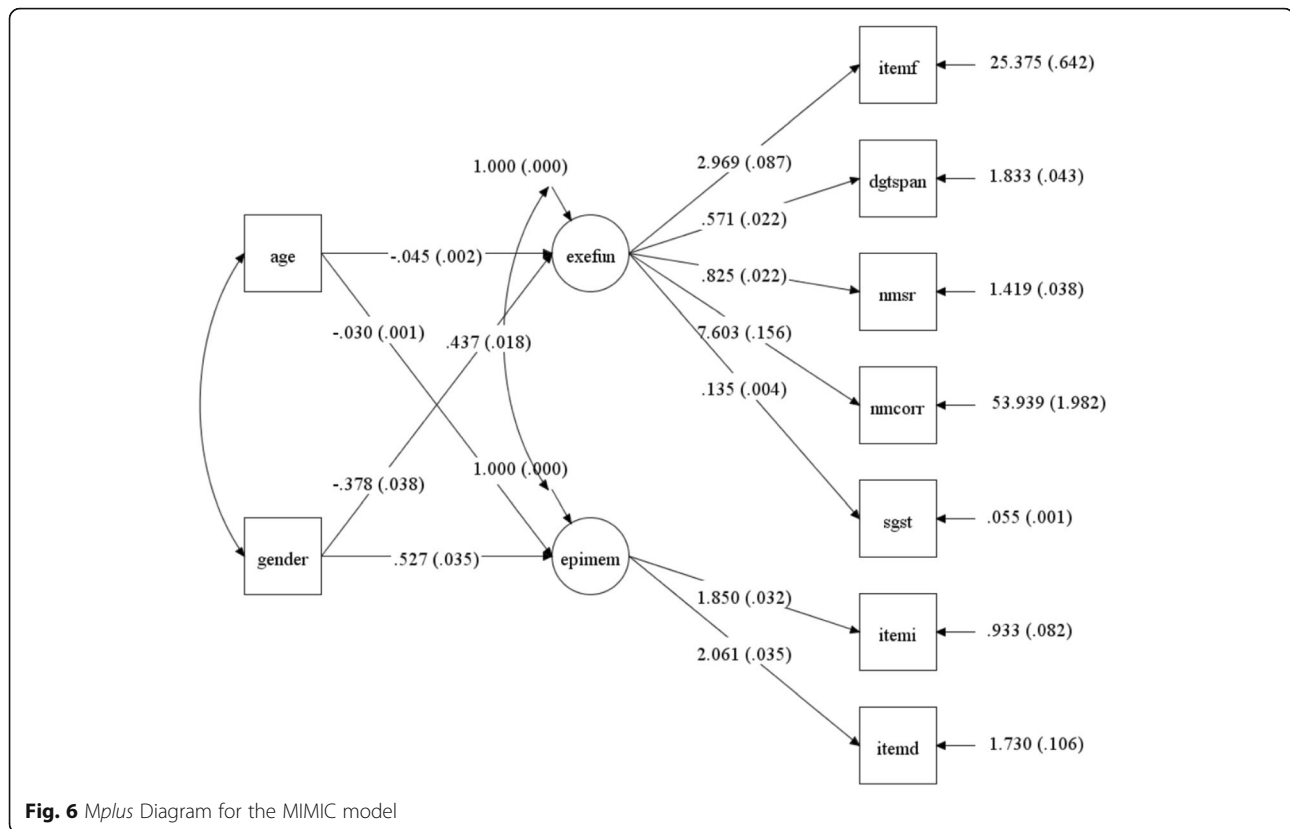 itemf
25.375 (.642)
2.969 (.087)
1.000 (.000)
dgtspan
1.833 (.043)
.571 (.022)
age
-.045 (.002)
exefun
.825 (.022)
nmsr
1.419 (.038)
-.030 (.001)
.437 (.018)
7.603 (.156)
.135 (.004)
nmcorr
53.939 (1.982)
-.378 (.038)
1.000 (.000)
sgst
.055 (.001)
gender
.527 (.035)
epimem
1.850 (.032)
itemi
.933 (.082)
2.061 (.035)
itemd
1.730 (.106)
Fig. 6 Mplus Diagram for the MIMIC model